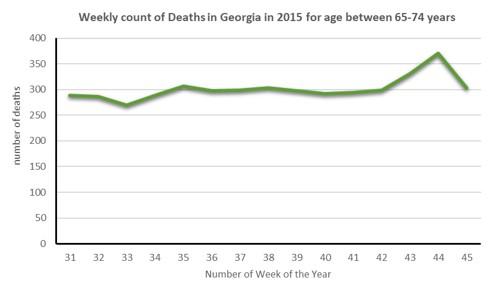 Weekly count of Deaths in Georgia in 2015 for age between 65-74 years
number of deaths
400
350
300
250
200
150
100
50
0
31 32 33 34 35 36 37 38 39 40 41 42 43 44 45
Number of Week of the Year